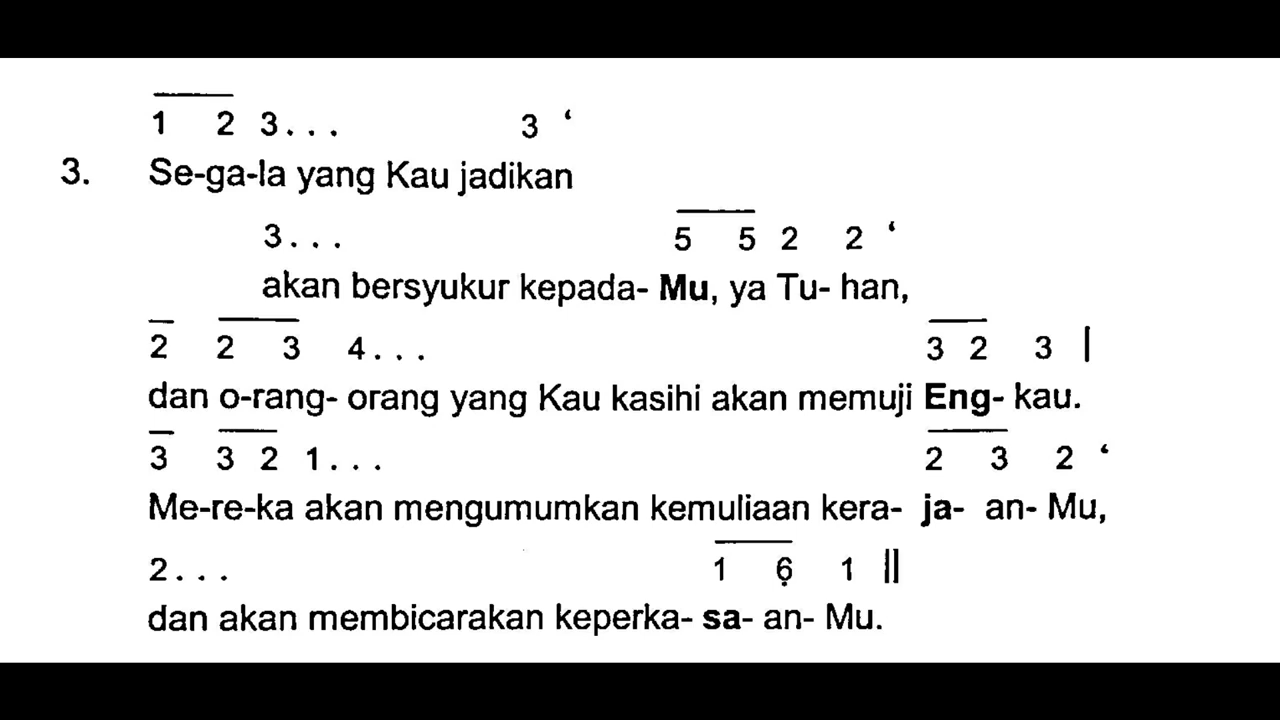 1 2 3... 3 ‘
3. Se-ga-la yang Kau jadikan
3... 5 5 2 2 ‘
akan bersyukur kepada- Mu, ya Tu- han,
2 2 3 4... 3 2 3 |
dan o-rang- orang yang Kau kasihi akan memuji Eng- kau.
3 3 2 1... 2 3 2 ‘
Me-re-ka akan mengumumkan kemuliaan kera- ja- an- Mu,
2... 1 6̣ 1 ||
dan akan membicarakan keperka- sa- an- Mu.